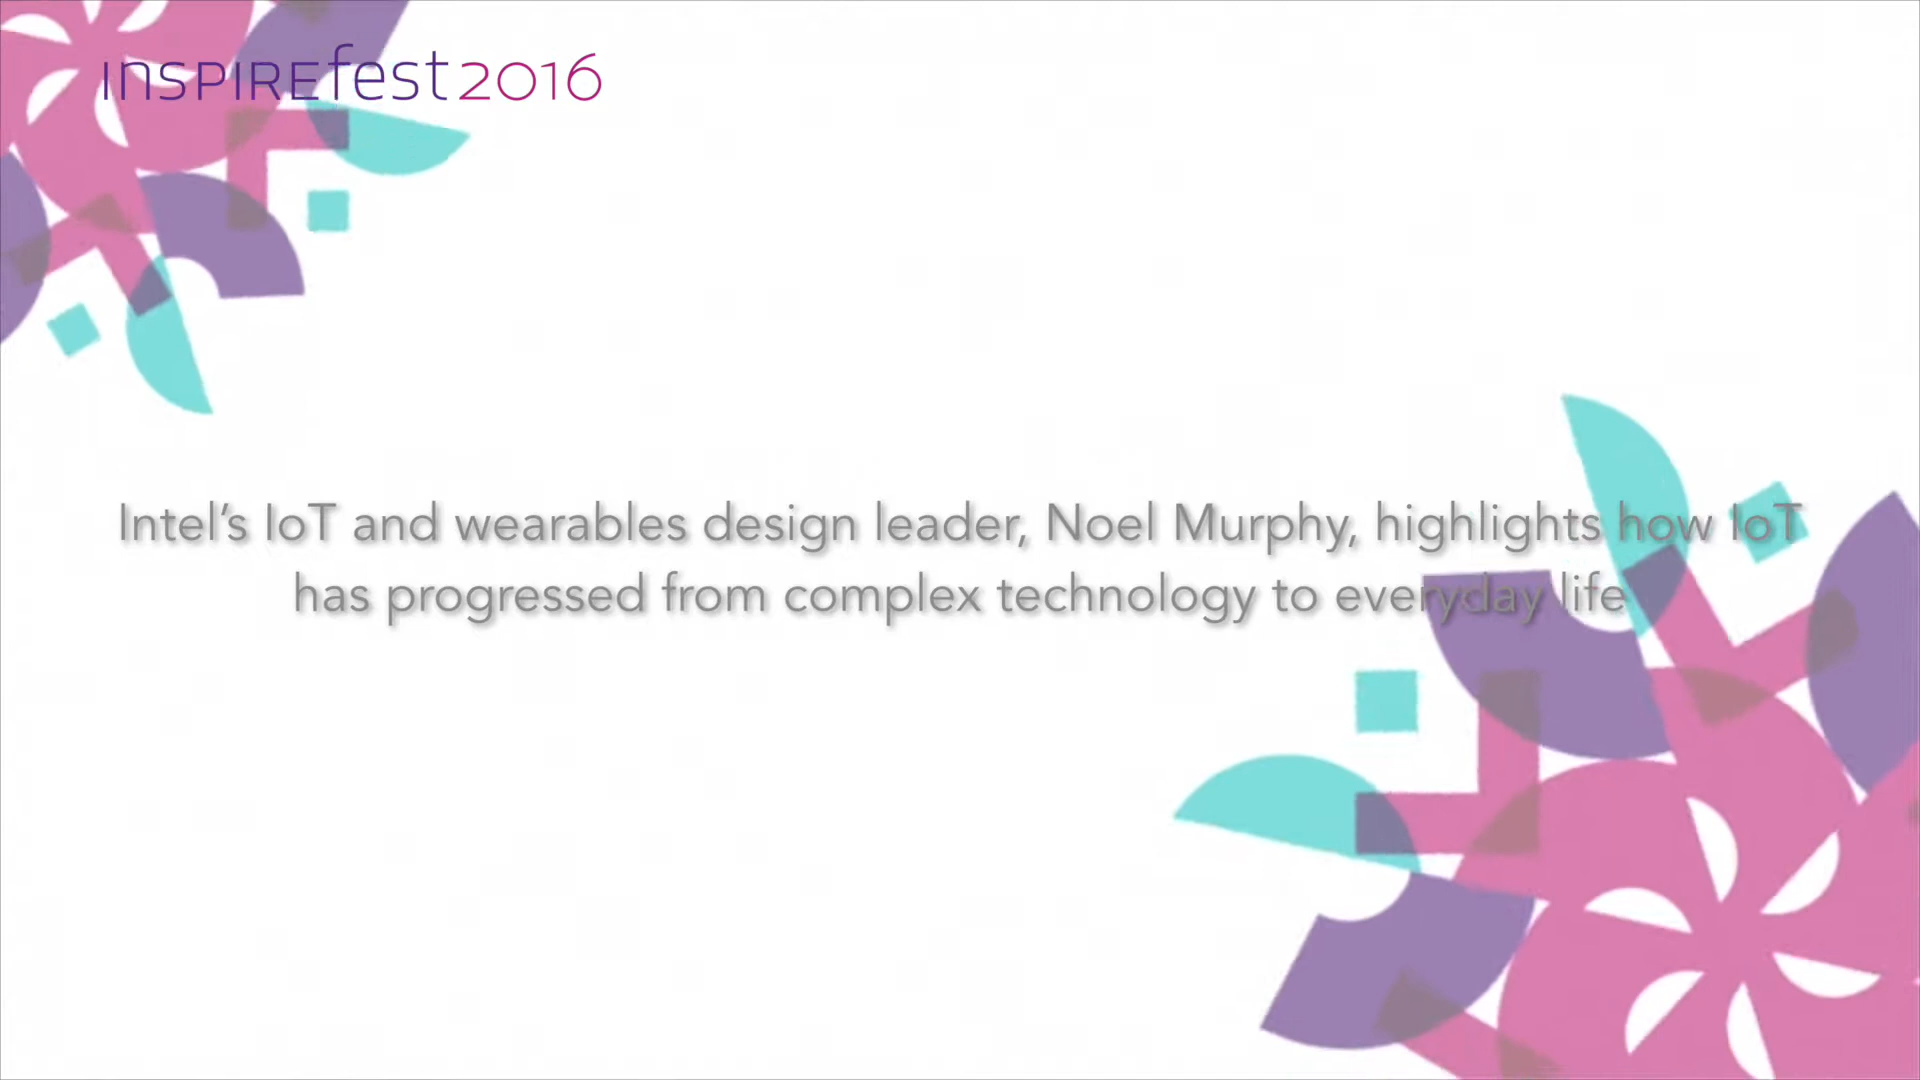 INSPIREfest2016
Intel’s IoT and wearables design leader, Noel Murphy, highlights how IoT
has progressed from complex technology to everyday life